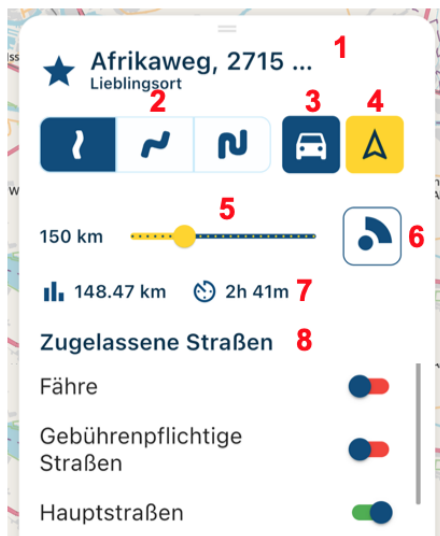 Afrikaweg, 2715 ... 1
Lieblingsort
2 3 4
5
150 km 6
148.47 km 2h 41m 7
Zugelassene Straßen 8
Fähre
Gebührenpflichtige
Straßen
Hauptstraßen